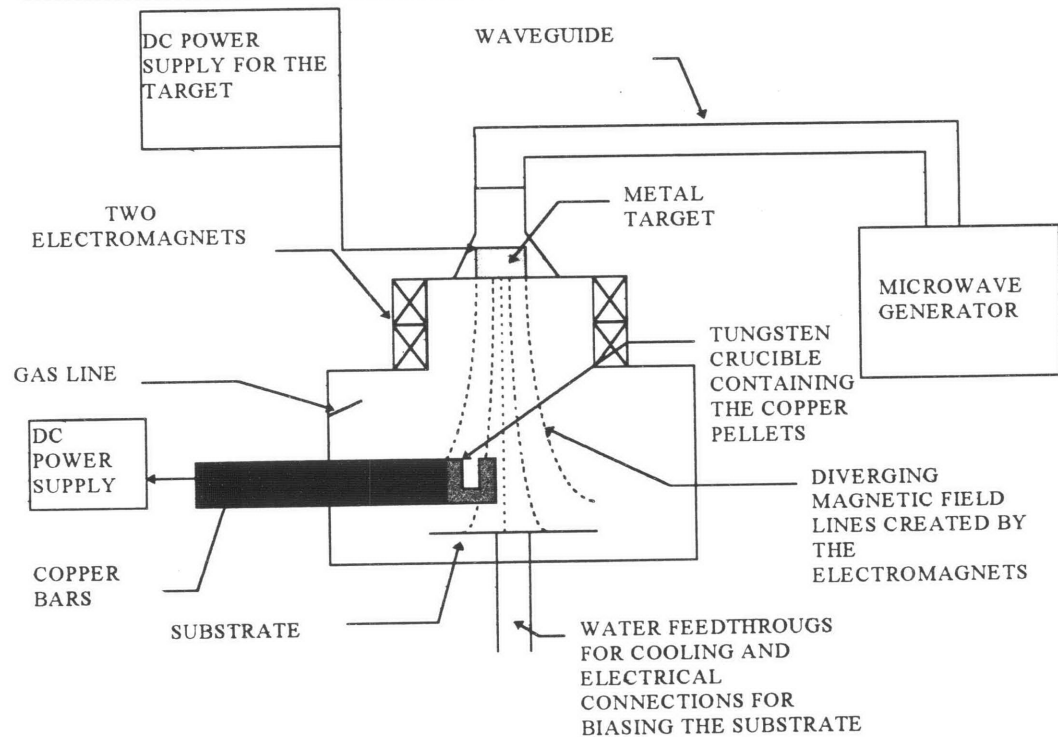 DC POWER
SUPPLY FOR THE
TARGET
WAVEGUIDE
METAL
TARGET
TWO
ELECTROMAGNETS
MICROWAVE
GENERATOR
TUNGSTEN
CRUCIBLE
CONTAINING
THE COPPER
PELLETS
GAS LINE
DC
POWER
SUPPLY
DIVERGING
MAGNETIC FIELD
LINES CREATED BY
THE
ELECTROMAGNETS
COPPER
BARS
SUBSTRATE
WATER FEEDTHROUGS
FOR COOLING AND
ELECTRICAL
CONNECTIONS FOR
BIASING THE SUBSTRATE